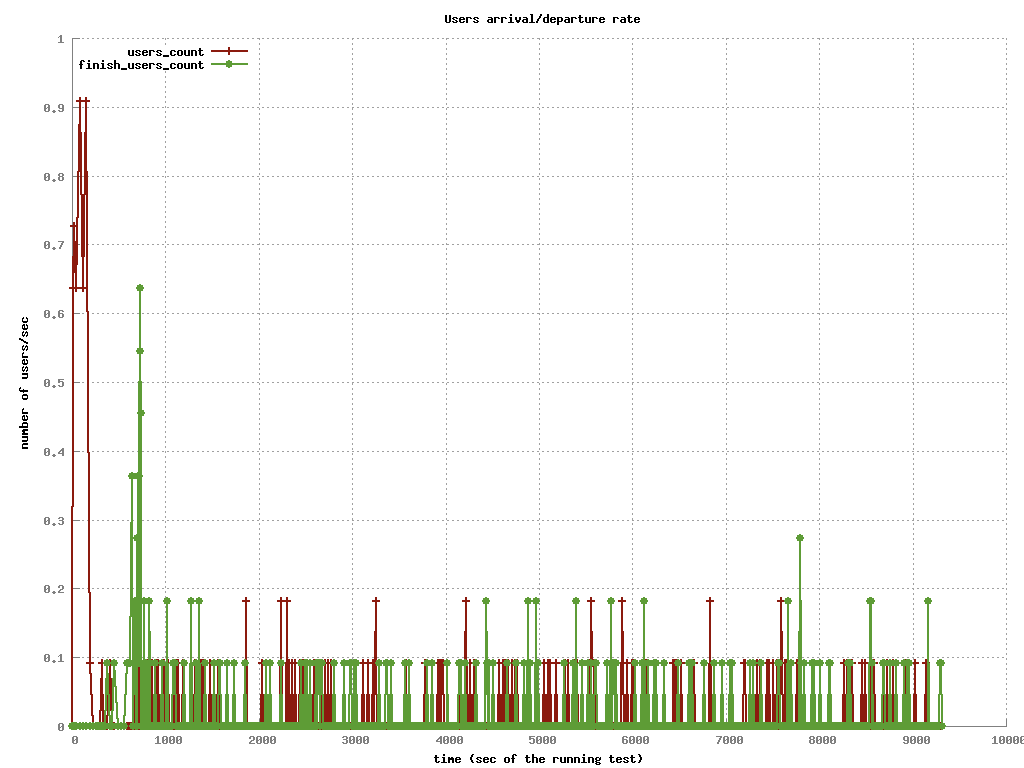 Users arrival/departure rate
users_count
finish_users_count
1
0.9
0.8
0.7
0.6
0.5
0.4
0.3
0.2
0.1
0
number of users/sec
0 1000 2000 3000 4000 5000 6000 7000 8000 9000 10000
time (sec of the running test)